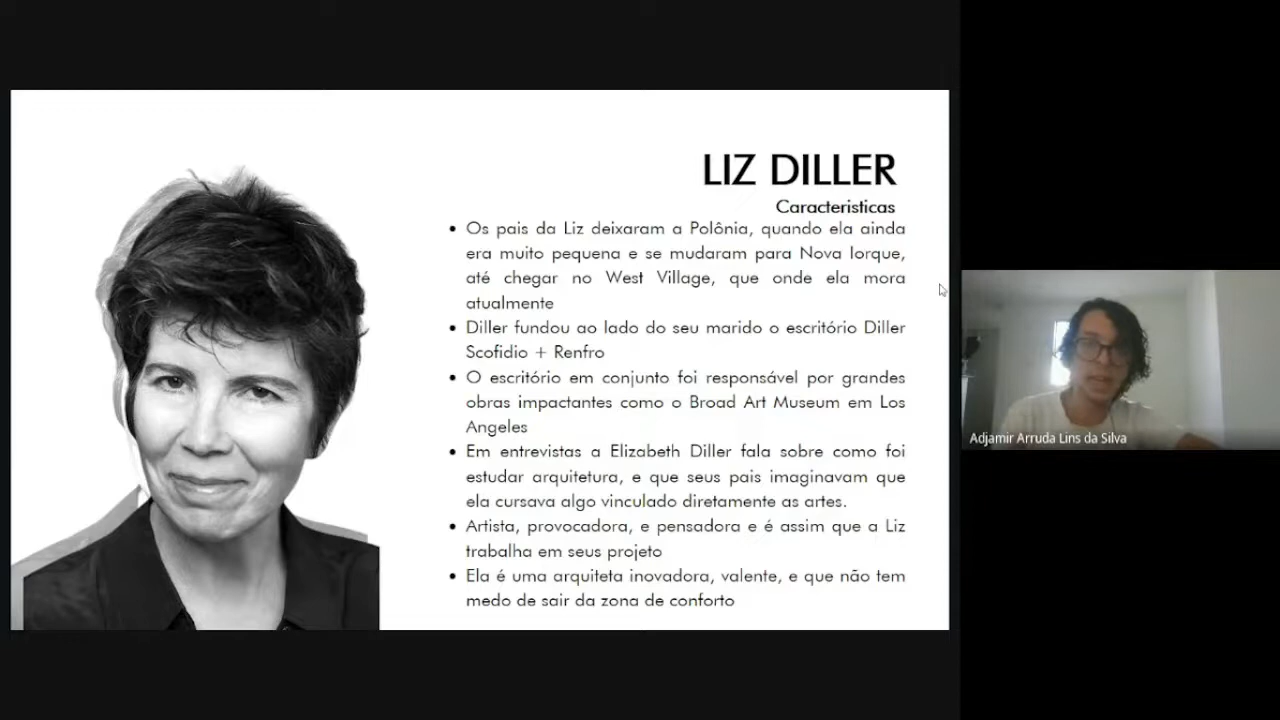 LIZ DILLER
Caracteristicas
• Os pais da Liz deixaram a Polônia, quando ela ainda
era muito pequena e se mudaram para Nova Iorque,
até chegar no West Village, que onde ela mora
atualmente
• Diller fundou ao lado do seu marido o escritório Diller
Scofidio + Renfro
• O escritório em conjunto foi responsável por grandes
obras impactantes como o Broad Art Museum em Los
Angeles
• Em entrevistas a Elizabeth Diller fala sobre como foi
estudar arquitetura, e que seus pais imaginavam que
ela cursava algo vinculado diretamente as artes.
• Artista, provocadora, e pensadora e é assim que a Liz
trabalha em seus projeto
• Ela é uma arquiteta inovadora, valente, e que não tem
medo de sair da zona de conforto
Adjamir Arruda Lins da Silva